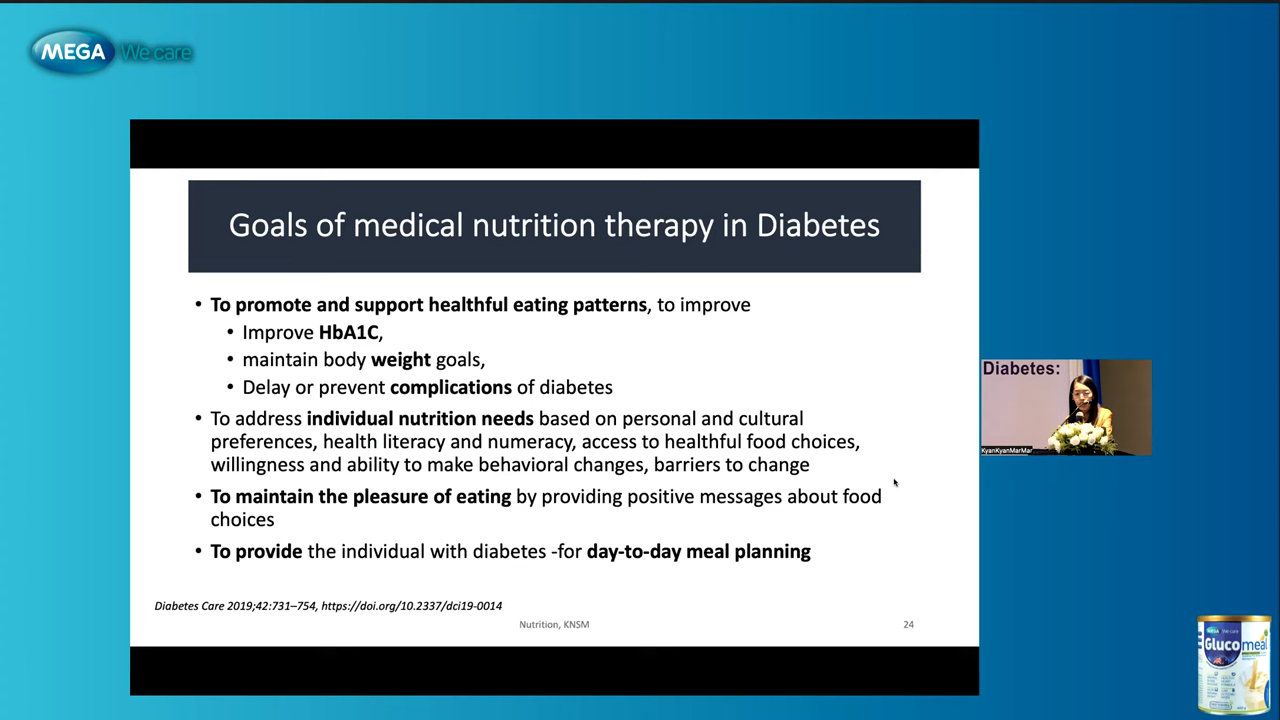 MEGA We care
Goals of medical nutrition therapy in Diabetes
• To promote and support healthful eating patterns, to improve
• Improve HbA1C,
• maintain body weight goals,
• Delay or prevent complications of diabetes
• To address individual nutrition needs based on personal and cultural
preferences, health literacy and numeracy, access to healthful food choices,
willingness and ability to make behavioral changes, barriers to change
• To maintain the pleasure of eating by providing positive messages about food
choices
• To provide the individual with diabetes -for day-to-day meal planning
Diabetes Care 2019;42:731–754, https://doi.org/10.2337/dci19-0014
Nutrition, KNSM
24
Diabetes:
KyanKyanMarMar
MEGA We care
Glucomeal